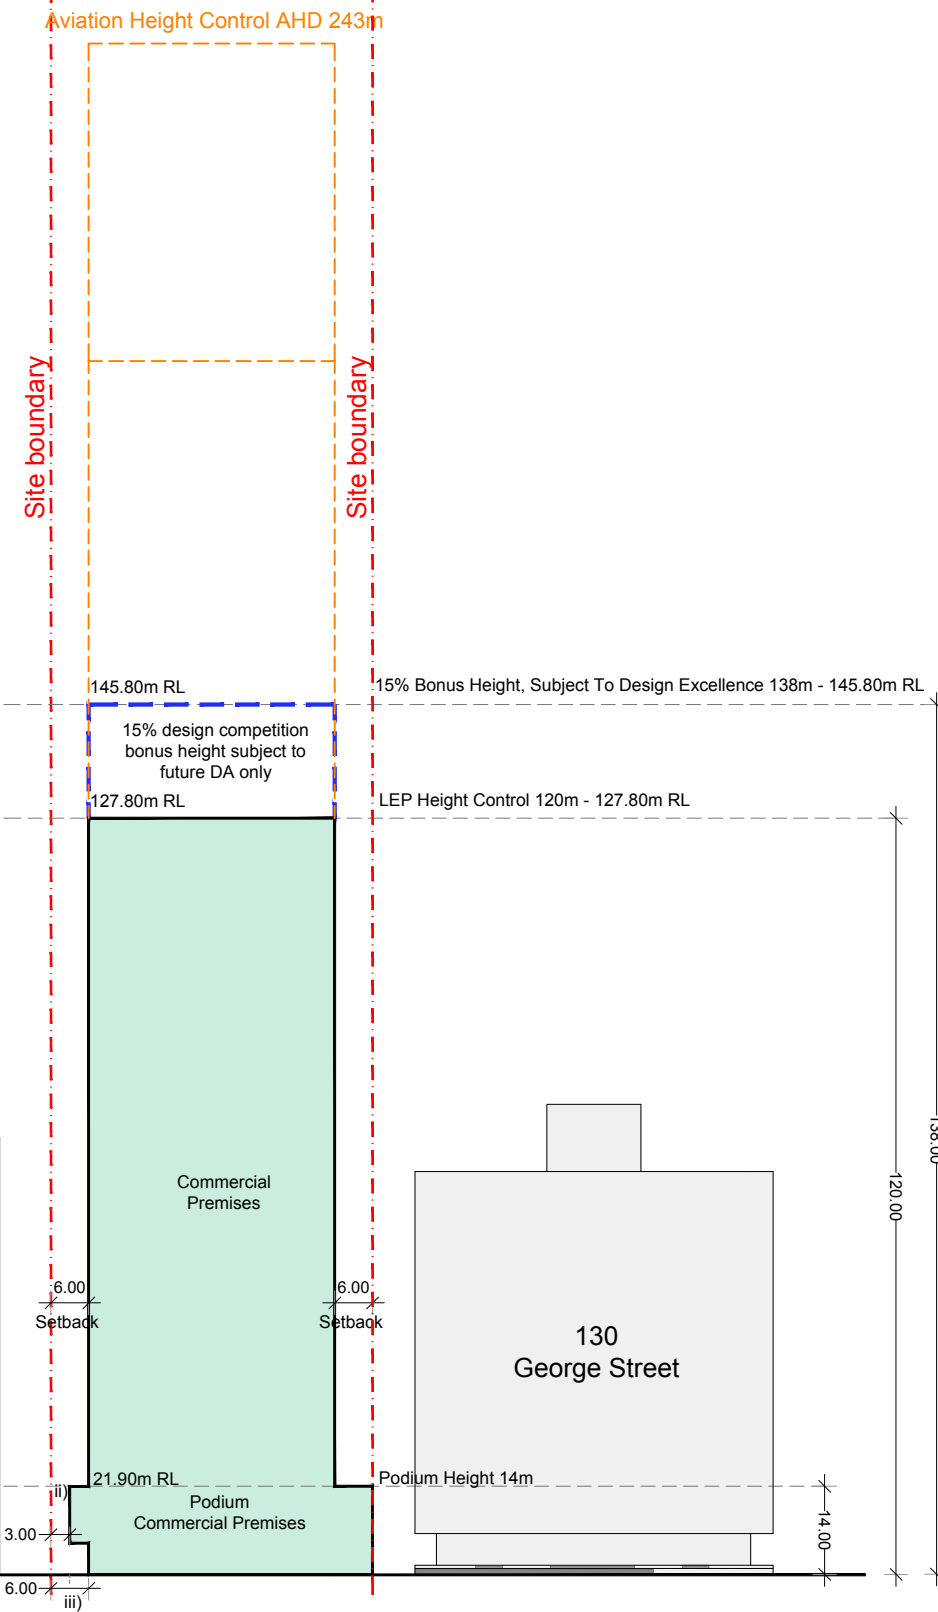 Aviation Height Control AHD 243m
Site boundary
Site boundary
145.80m RL
15% Bonus Height, Subject To Design Excellence 138m - 145.80m RL
15% design competition
bonus height subject to
future DA only
127.80m RL
LEP Height Control 120m - 127.80m RL
138.00
120.00
Commercial
Premises
6.00
Setback
6.00
Setback
130
George Street
21.90m RL
Podium Height 14m
ii)
Podium
Commercial Premises
3.00
14.00
6.00
iii)